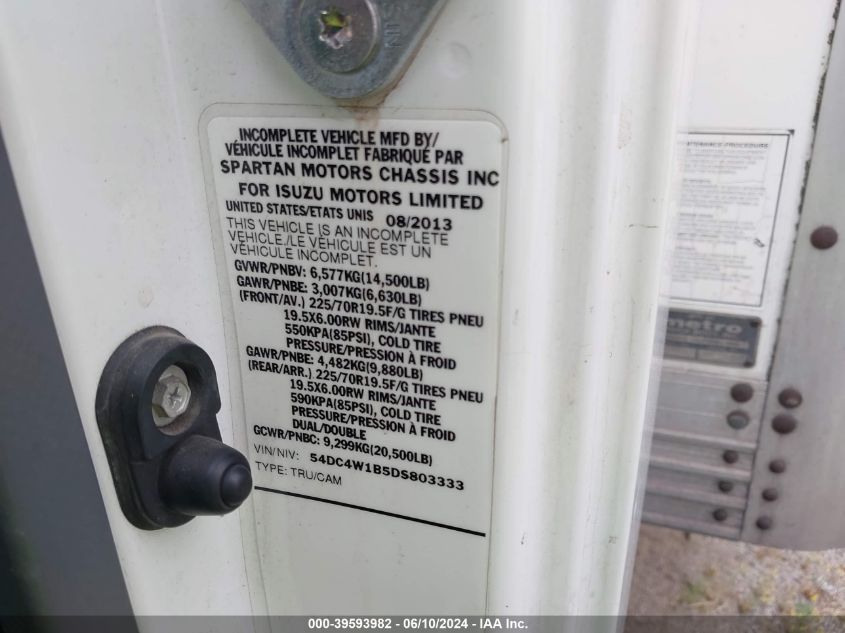 INCOMPLETE VEHICLE MFD BY/
VÉHICULE INCOMPLET FABRIQUÉ PAR
SPARTAN MOTORS CHASSIS INC
FOR ISUZU MOTORS LIMITED
UNITED STATES/ETATS UNIS 08/2013
THIS VEHICLE IS AN INCOMPLETE
VEHICLE./LE VÉHICULE EST UN
VÉHICULE INCOMPLET.
GVWR/PNBV: 6,577KG(14,500LB)
GAWR/PNBE: 3,007KG(6,630LB)
(FRONT/AV.) 225/70R19.5F/G TIRES PNEU
19.5X6.00RW RIMS/JANTE
550KPA(85PSI), COLD TIRE
PRESSURE/PRESSION À FROID
GAWR/PNBE: 4,482KG(9,880LB)
(REAR/ARR.) 225/70R19.5F/G TIRES PNEU
19.5X6.00RW RIMS/JANTE
590KPA(85PSI), COLD TIRE
PRESSURE/PRESSION À FROID
DUAL/DOUBLE
GCWR/PNBC: 9,299KG(20,500LB)
VIN/NIV: 54DC4W1B5DS803333
TYPE: TRU/CAM
PROCEDURE
metro
000-39593982 - 06/10/2024 - IAA Inc.